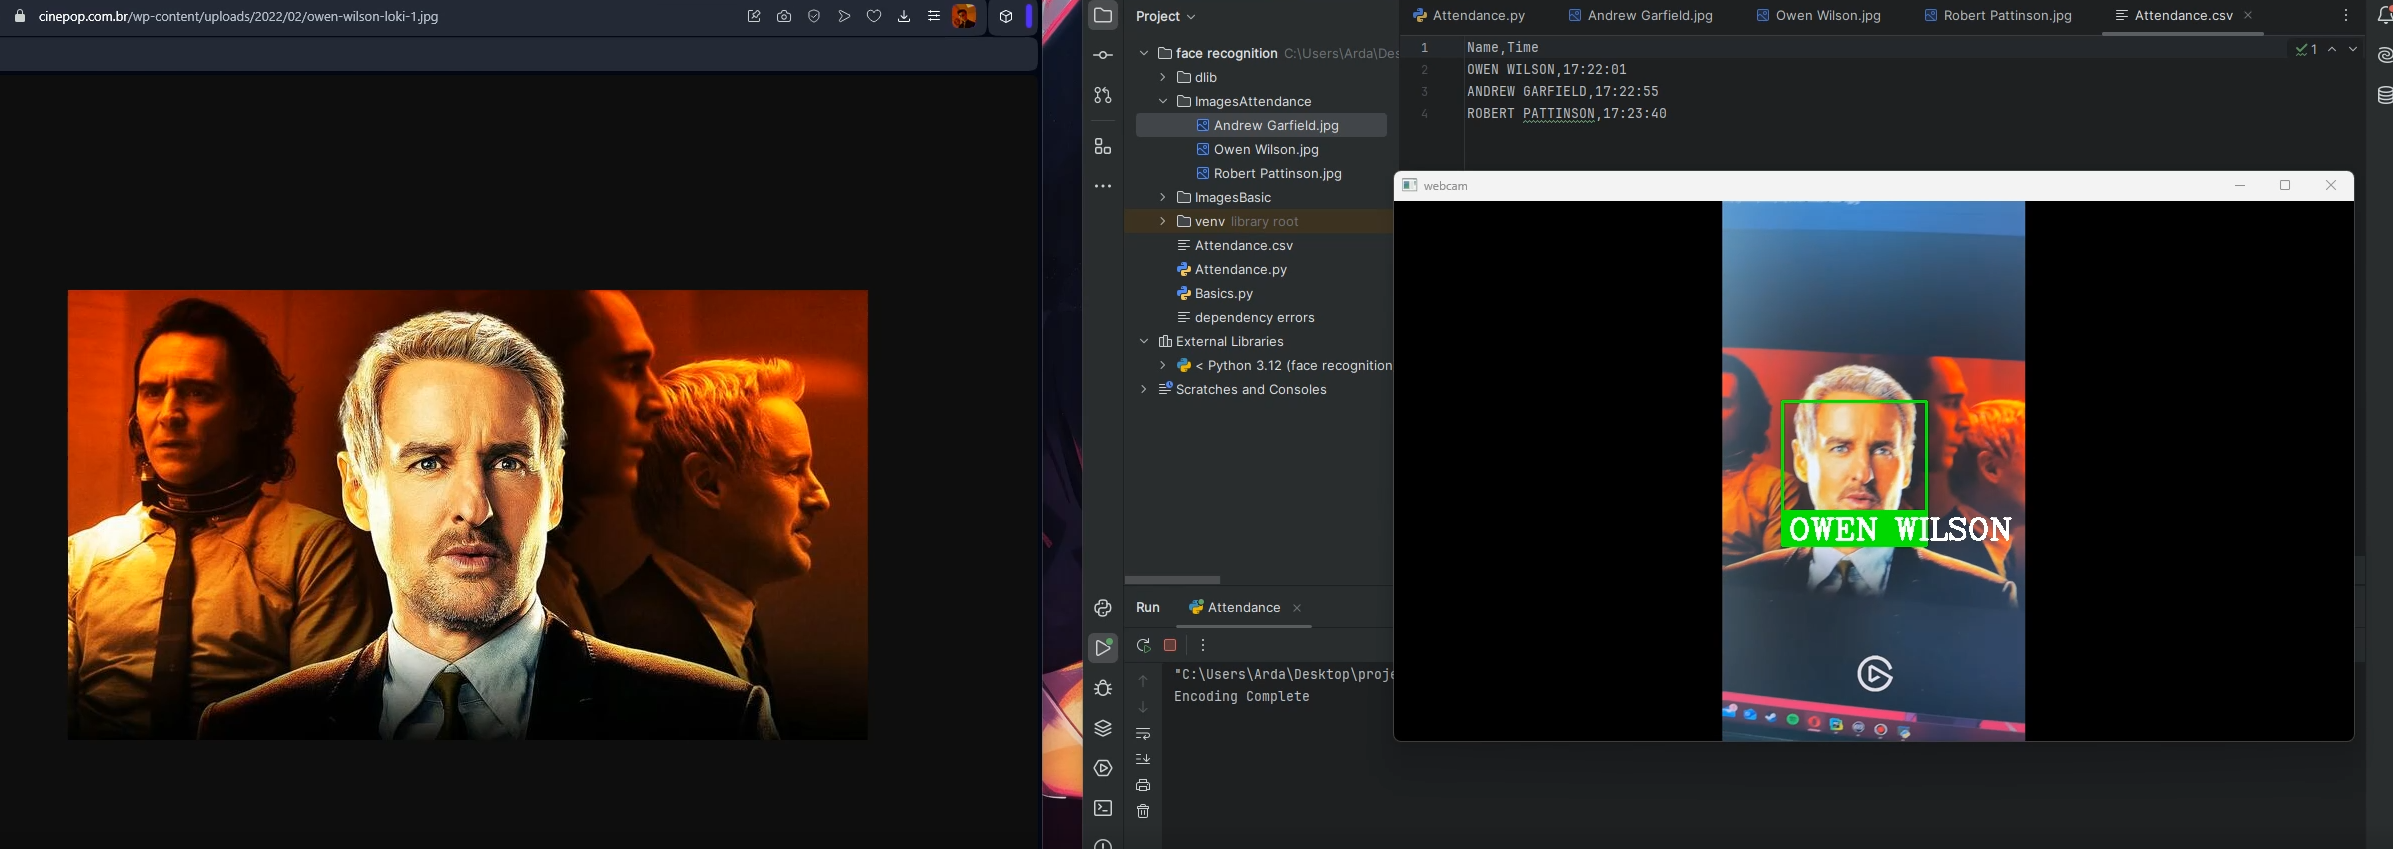 cinepop.com.br/wp-content/uploads/2022/02/owen-wilson-loki-1.jpg
Project
face recognition C:\Users\Arda\Des
dlib
ImagesAttendance
Andrew Garfield.jpg
Owen Wilson.jpg
Robert Pattinson.jpg
ImagesBasic
venv library root
Attendance.csv
Attendance.py
Basics.py
dependency errors
External Libraries
< Python 3.12 (face recognition
Scratches and Consoles
Attendance.py Andrew Garfield.jpg Owen Wilson.jpg Robert Pattinson.jpg Attendance.csv
1 Name,Time
2 OWEN WILSON,17:22:01
3 ANDREW GARFIELD,17:22:55
4 ROBERT PATTINSON,17:23:40
1
webcam
OWEN WILSON
Run Attendance
"C:\Users\Arda\Desktop\proje
Encoding Complete